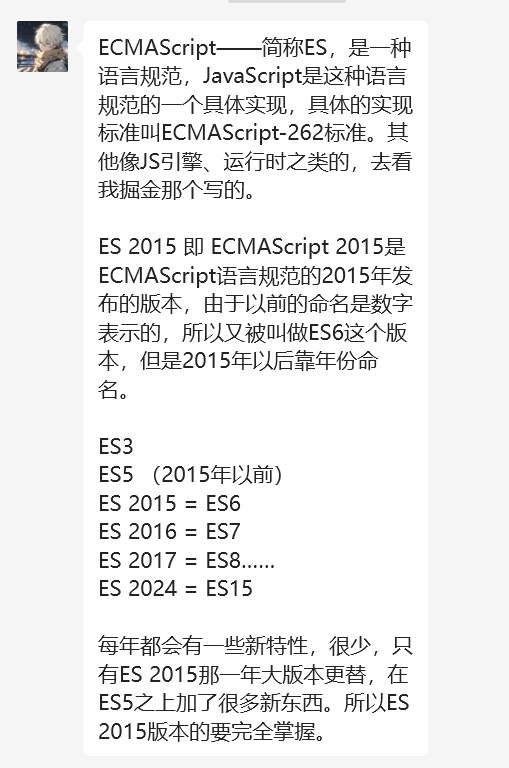 ECMAScript——简称ES，是一种
语言规范，JavaScript是这种语言
规范的一个具体实现，具体的实现
标准叫ECMAScript-262标准。其
他像JS引擎、运行时之类的，去看
我掘金那个写的。
ES 2015 即 ECMAScript 2015是
ECMAScript语言规范的2015年发
布的版本，由于以前的命名是数字
表示的，所以又被叫做ES6这个版
本，但是2015年以后靠年份命
名。
ES3
ES5 （2015年以前）
ES 2015 = ES6
ES 2016 = ES7
ES 2017 = ES8……
ES 2024 = ES15
每年都会有一些新特性，很少，只
有ES 2015那一年大版本更替，在
ES5之上加了很多新东西。所以ES
2015版本的要完全掌握。